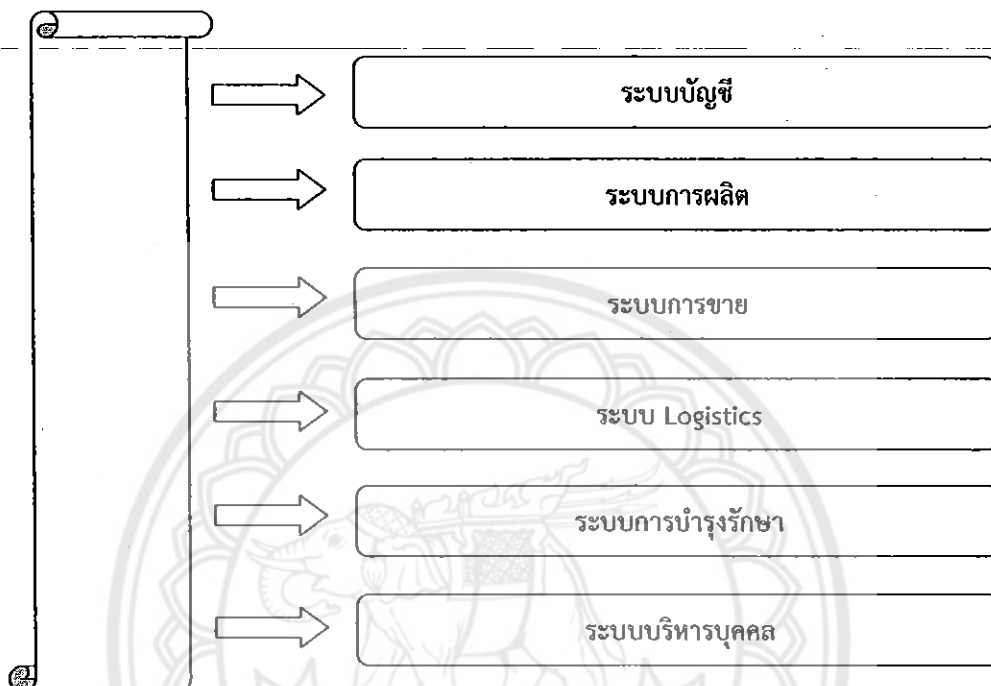 ระบบบัญชี
ระบบการผลิต
ระบบการขาย
ระบบ Logistics
ระบบการบำรุงรักษา
ระบบบริหารบุคคล